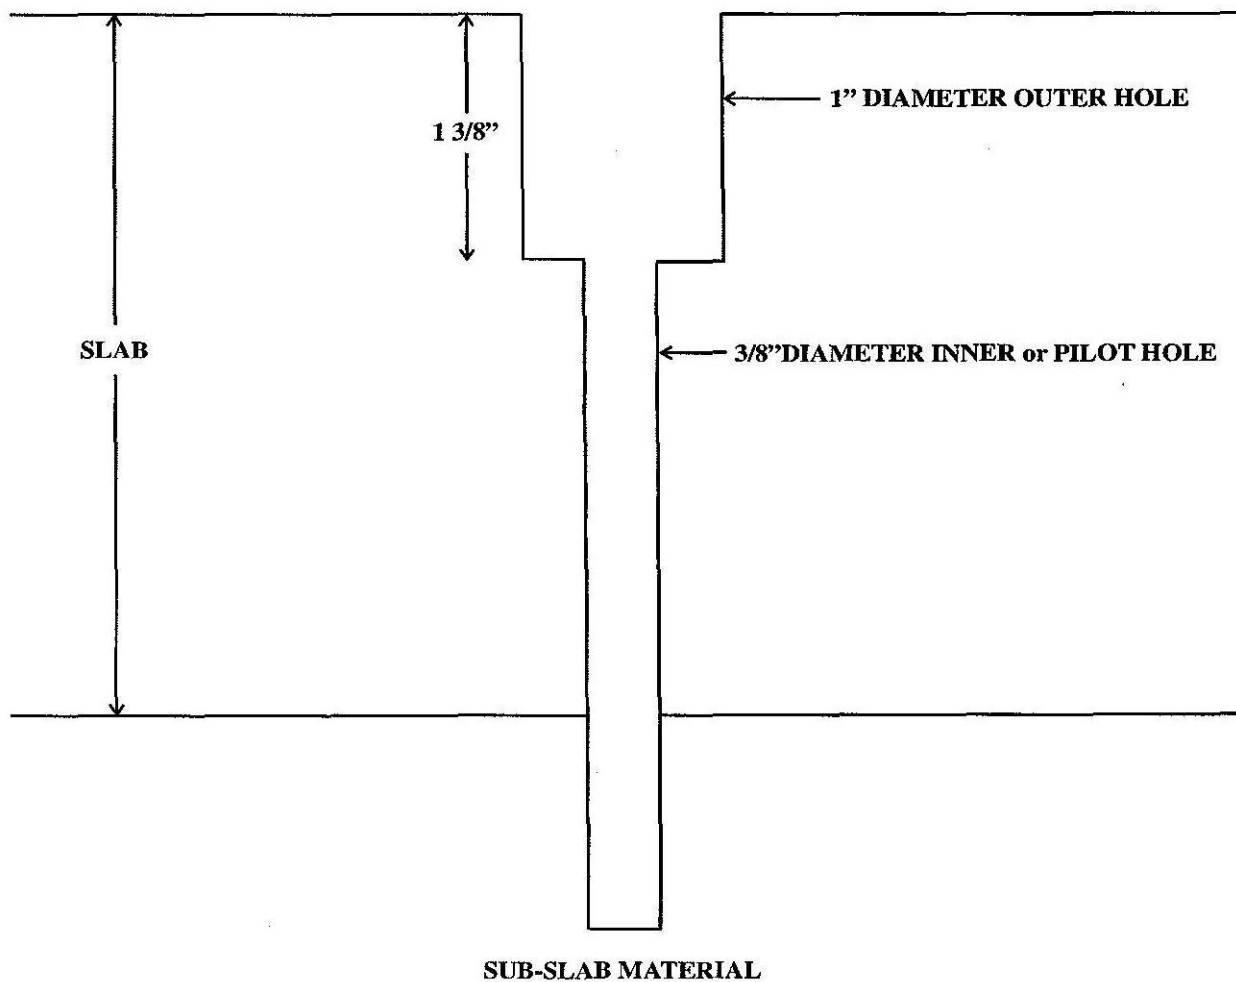 1” DIAMETER OUTER HOLE
1 3/8”
SLAB
3/8”DIAMETER INNER or PILOT HOLE
SUB-SLAB MATERIAL